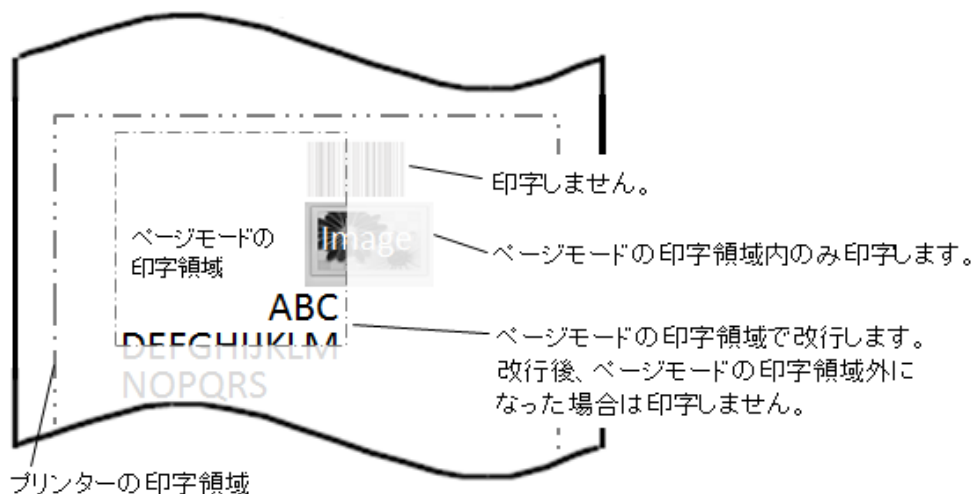 印字しません。
ページモードの
印字領域
Image
ページモードの印字領域内のみ印字します。
ABC
DEFGHIJKLM
NOPQRS
ページモードの印字領域で改行します。
改行後、ページモードの印字領域外に
なった場合は印字しません。
プリンターの印字領域